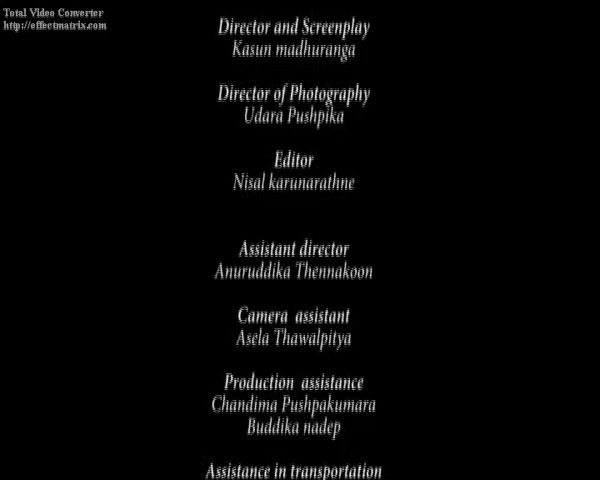 Total Video Converter
http://effectmatrix.com
Director and Screenplay
Kasun madhuranga
Director of Photography
Udara Pushpika
Editor
Nisal karunarathne
Assistant director
Anuruddika Thennakoon
Camera assistant
Asela Thawalpitya
Production assistance
Chandima Pushpakumara
Buddika nadep
Assistance in transportation